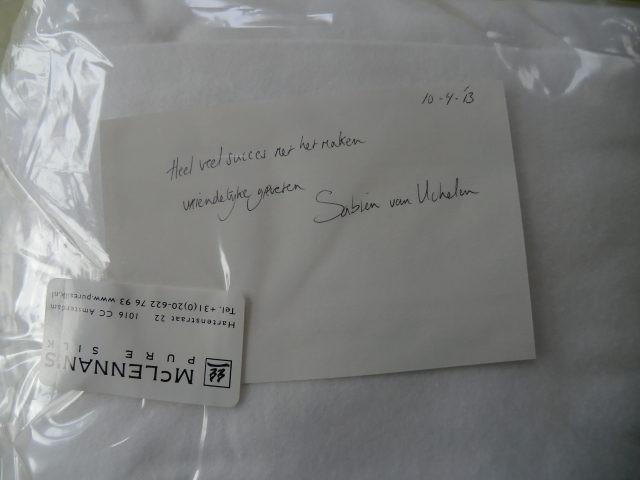 10-4-'13
Heel veel succes met het maken
vriendelijke groeten
Sabien van Uchelen
McLENNAN'S
PURE SILK
Hartenstraat 22 1016 CC Amsterdam
Tel. +31(0)20-622 76 93 www.puresilk.nl